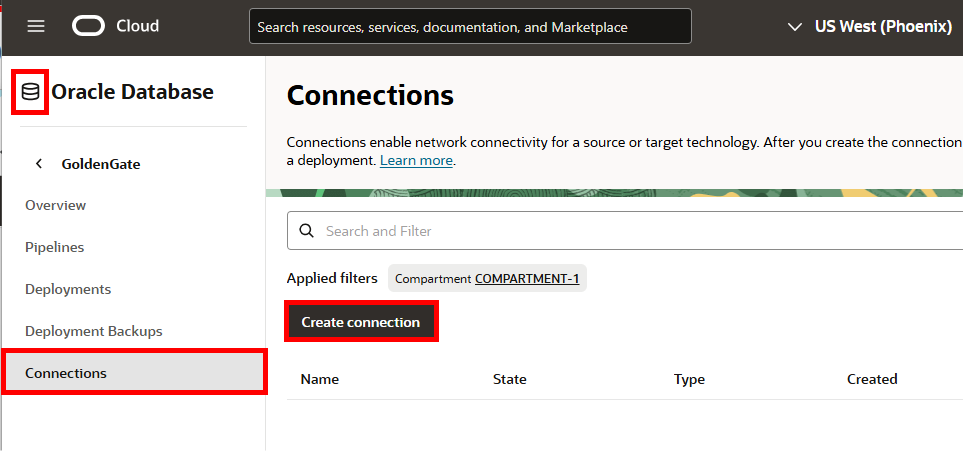 Cloud
Search resources, services, documentation, and Marketplace
US West (Phoenix)
Oracle Database
GoldenGate
Overview
Pipelines
Deployments
Deployment Backups
Connections
Connections
Connections enable network connectivity for a source or target technology. After you create the connection
a deployment. Learn more.
Search and Filter
Applied filters Compartment COMPARTMENT-1
Create connection
Name State Type Created